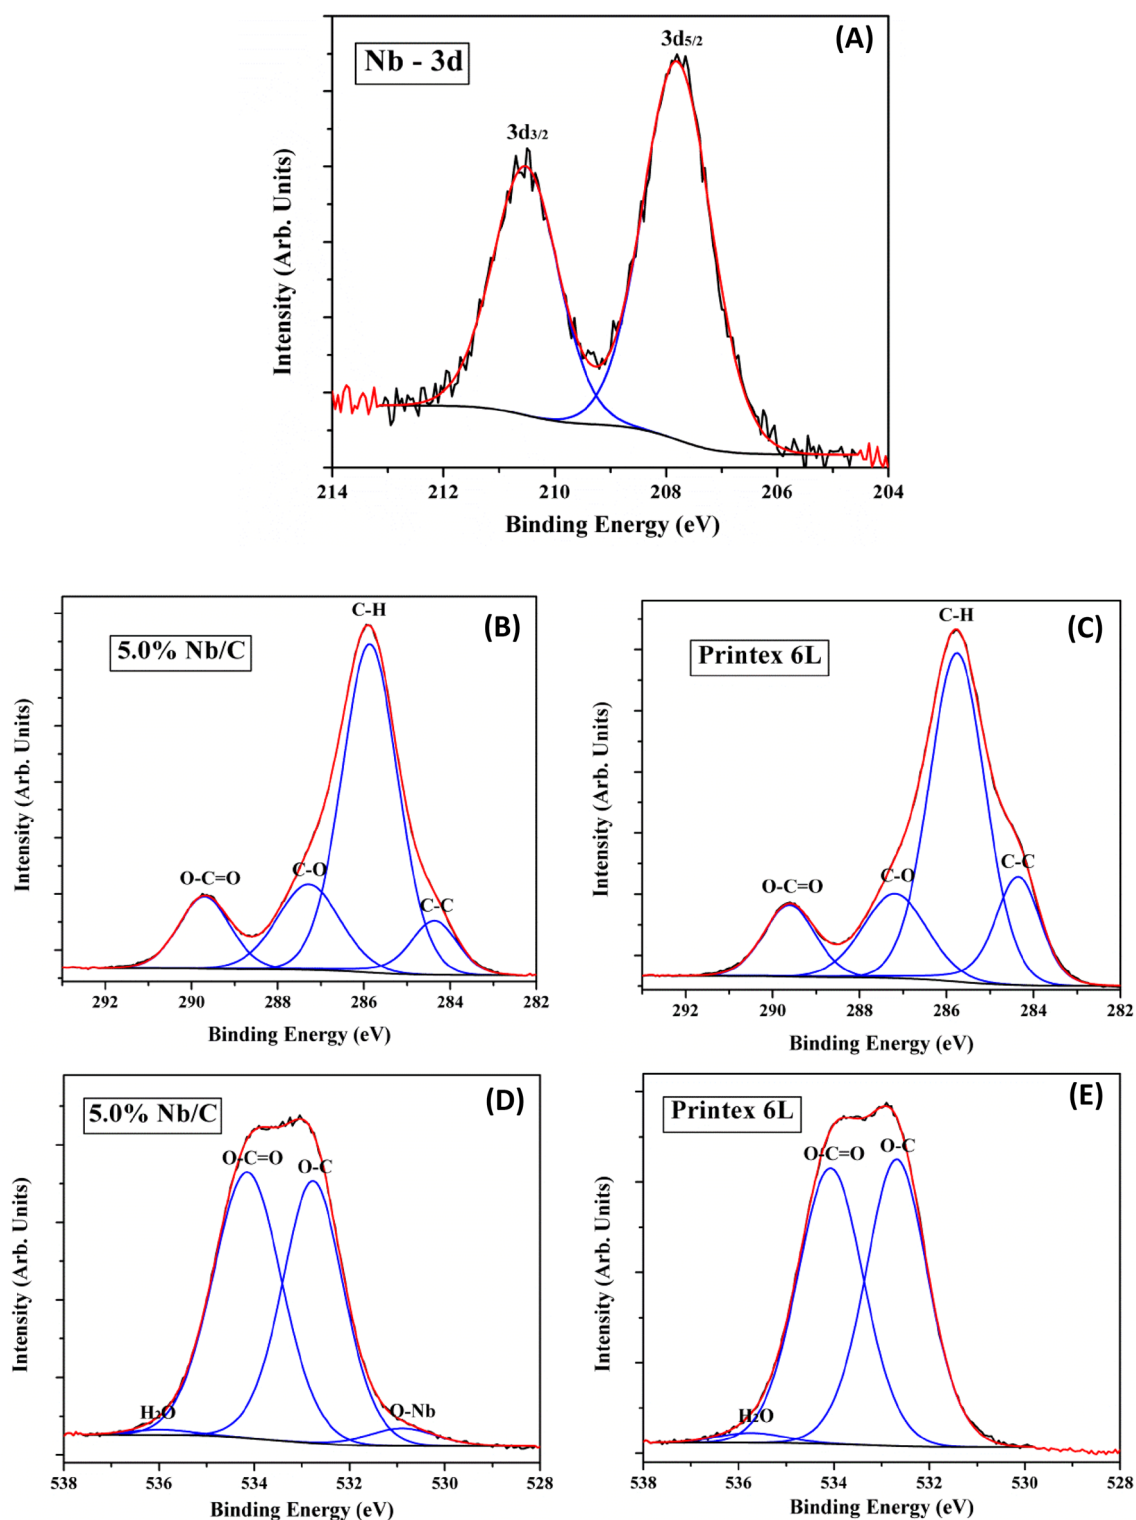 (A)
Nb - 3d
3d5/2
3d3/2
Intensity (Arb. Units)
214 212 210 208 206 204
Binding Energy (eV)
(B)
5.0% Nb/C
C-H
O-C=O
C-O
C-C
Intensity (Arb. Units)
292 290 288 286 284 282
Binding Energy (eV)
(C)
Printex 6L
C-H
O-C=O
C-O
C-C
Intensity (Arb. Units)
292 290 288 286 284 282
Binding Energy (eV)
(D)
5.0% Nb/C
O-C=O
O-C
H2O
O-Nb
Intensity (Arb. Units)
538 536 534 532 530 528
Binding Energy (eV)
(E)
Printex 6L
O-C=O
O-C
H2O
Intensity (Arb. Units)
538 536 534 532 530 528
Binding Energy (eV)